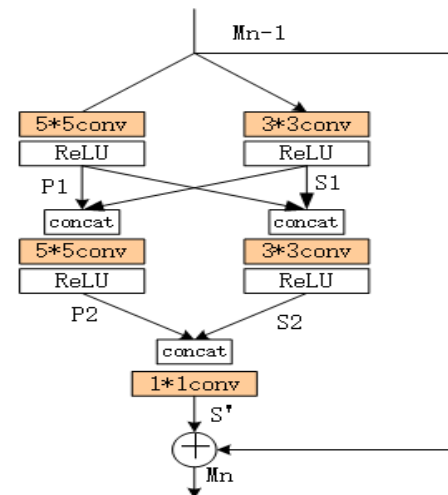 Mn-1
5*5conv 3*3conv
ReLU ReLU
P1 S1
concat concat
5*5conv 3*3conv
ReLU ReLU
P2 S2
concat
1*1conv
S'
+
Mn